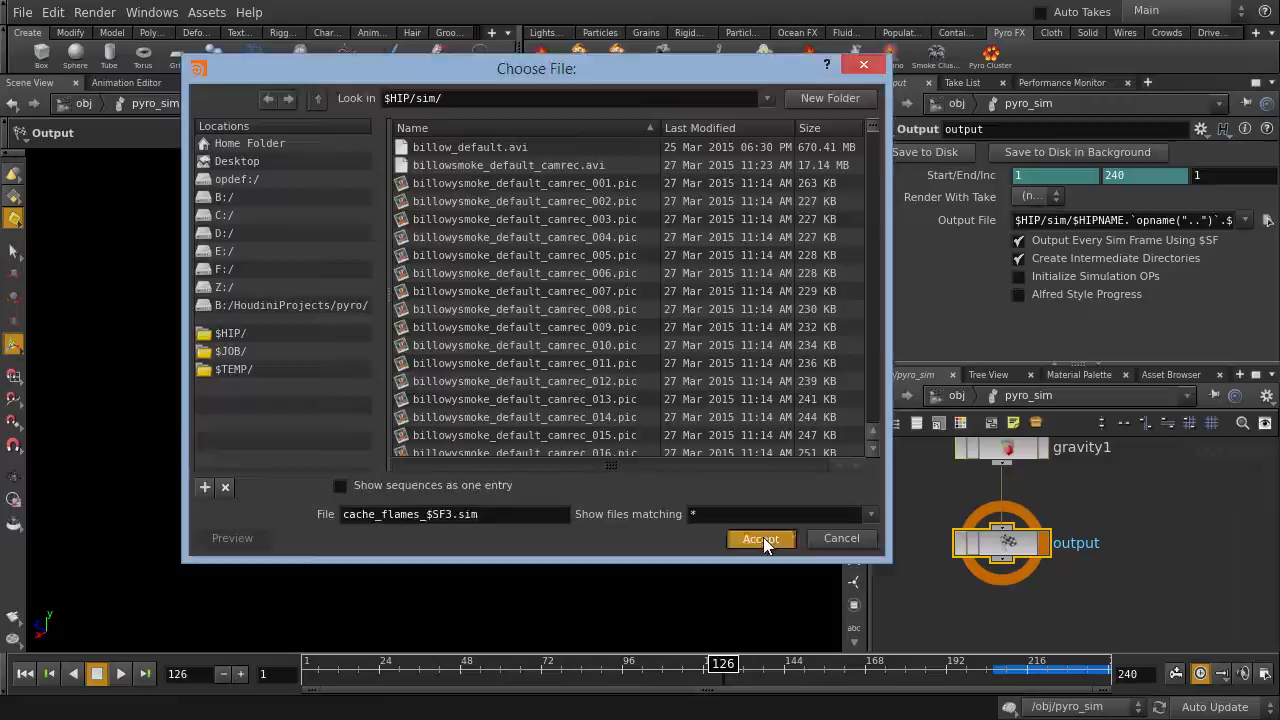 File Edit Render Windows Assets Help
Auto Takes Main
Create Modify Model Poly... Defo... Text... Rigg... Char... Anim... Hair Groo...
Lights... Particles Grains Rigid... Particl... Ocean FX Fluid... Populat... Contai... Pyro FX Cloth Solid Wires Crowds Drive...
Box Sphere Tube Torus
Smoke Clus... Pyro Cluster
Scene View Animation Editor
Take List Performance Monitor
obj pyro_sim
obj pyro_sim
Output
Choose File:
Look in $HIP/sim/ New Folder
Locations
Home Folder
Desktop
opdef:/
B:/
C:/
D:/
E:/
F:/
Z:/
B:/HoudiniProjects/pyro/
$HIP/
$JOB/
$TEMP/
Name Last Modified Size
billow_default.avi 25 Mar 2015 06:30 PM 670.41 MB
billowsmoke_default_camrec.avi 27 Mar 2015 11:23 AM 17.14 MB
billowysmoke_default_camrec_001.pic 27 Mar 2015 11:14 AM 263 KB
billowysmoke_default_camrec_002.pic 27 Mar 2015 11:14 AM 227 KB
billowysmoke_default_camrec_003.pic 27 Mar 2015 11:14 AM 227 KB
billowysmoke_default_camrec_004.pic 27 Mar 2015 11:14 AM 227 KB
billowysmoke_default_camrec_005.pic 27 Mar 2015 11:14 AM 228 KB
billowysmoke_default_camrec_006.pic 27 Mar 2015 11:14 AM 228 KB
billowysmoke_default_camrec_007.pic 27 Mar 2015 11:14 AM 229 KB
billowysmoke_default_camrec_008.pic 27 Mar 2015 11:14 AM 230 KB
billowysmoke_default_camrec_009.pic 27 Mar 2015 11:14 AM 232 KB
billowysmoke_default_camrec_010.pic 27 Mar 2015 11:14 AM 234 KB
billowysmoke_default_camrec_011.pic 27 Mar 2015 11:14 AM 236 KB
billowysmoke_default_camrec_012.pic 27 Mar 2015 11:14 AM 239 KB
billowysmoke_default_camrec_013.pic 27 Mar 2015 11:14 AM 241 KB
billowysmoke_default_camrec_014.pic 27 Mar 2015 11:14 AM 244 KB
billowysmoke_default_camrec_015.pic 27 Mar 2015 11:14 AM 247 KB
billowysmoke_default_camrec_016.pic 27 Mar 2015 11:14 AM 251 KB
Show sequences as one entry
File cache_flames_$SF3.sim Show files matching *
Preview Accept Cancel
Output output
Save to Disk Save to Disk in Background
Start/End/Inc 1 240 1
Render With Take (n...
Output File $HIP/sim/$HIPNAME.`opname("..")`.$
Output Every Sim Frame Using $SF
Create Intermediate Directories
Initialize Simulation OPs
Alfred Style Progress
/pyro_sim Tree View Material Palette Asset Browser
obj pyro_sim
gravity1
output
abc
y
126 1
1 24 48 72 96 126 144 168 192 216
240
/obj/pyro_sim Auto Update